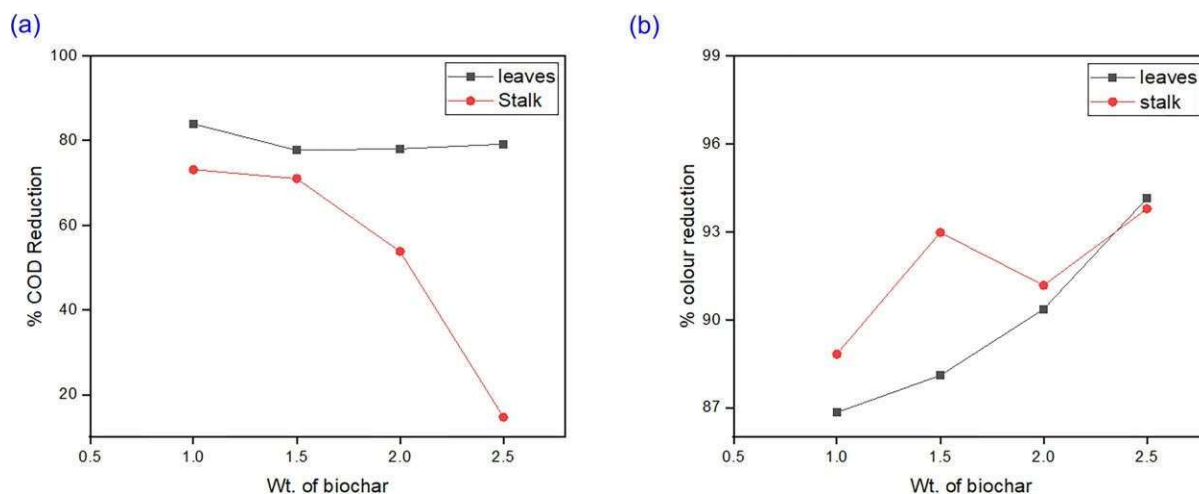 (a)
% COD Reduction
100
80
60
40
20
0.5 1.0 1.5 2.0 2.5
Wt. of biochar
leaves
Stalk
(b)
% colour reduction
99
96
93
90
87
0.5 1.0 1.5 2.0 2.5
Wt. of biochar
leaves
stalk